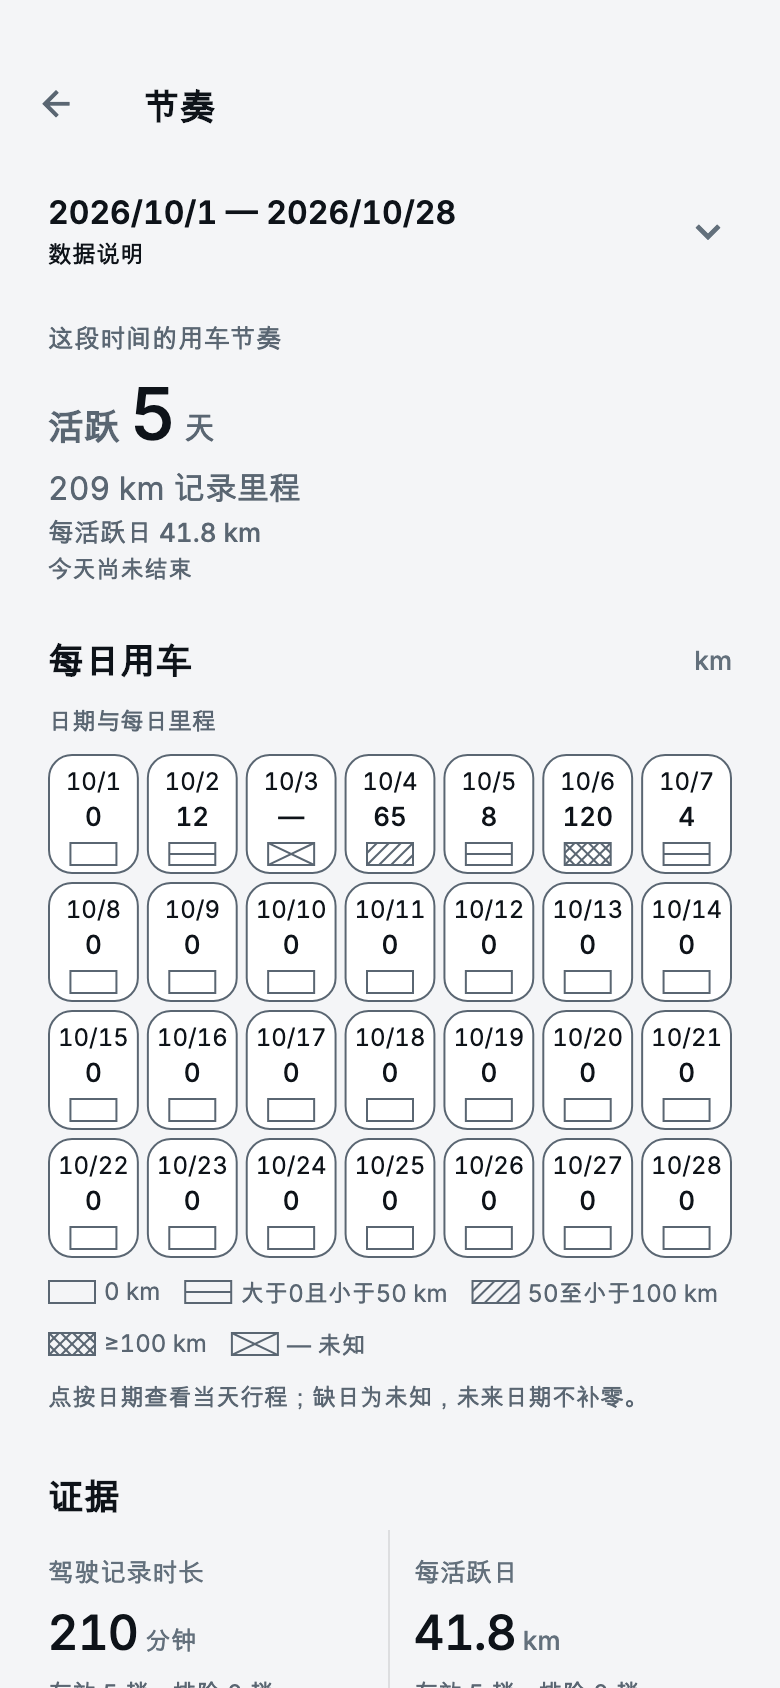 节奏
2026/10/1 — 2026/10/28
数据说明
这段时间的用车节奏
活跃 5 天
209 km 记录里程
每活跃日 41.8 km
今天尚未结束
每日用车 km
日期与每日里程
10/1 10/2 10/3 10/4 10/5 10/6 10/7
0 12 — 65 8 120 4
10/8 10/9 10/10 10/11 10/12 10/13 10/14
0 0 0 0 0 0 0
10/15 10/16 10/17 10/18 10/19 10/20 10/21
0 0 0 0 0 0 0
10/22 10/23 10/24 10/25 10/26 10/27 10/28
0 0 0 0 0 0 0
0 km 大于0且小于50 km 50至小于100 km
≥100 km — 未知
点按日期查看当天行程；缺日为未知，未来日期不补零。
证据
驾驶记录时长 每活跃日
210 分钟 41.8 km